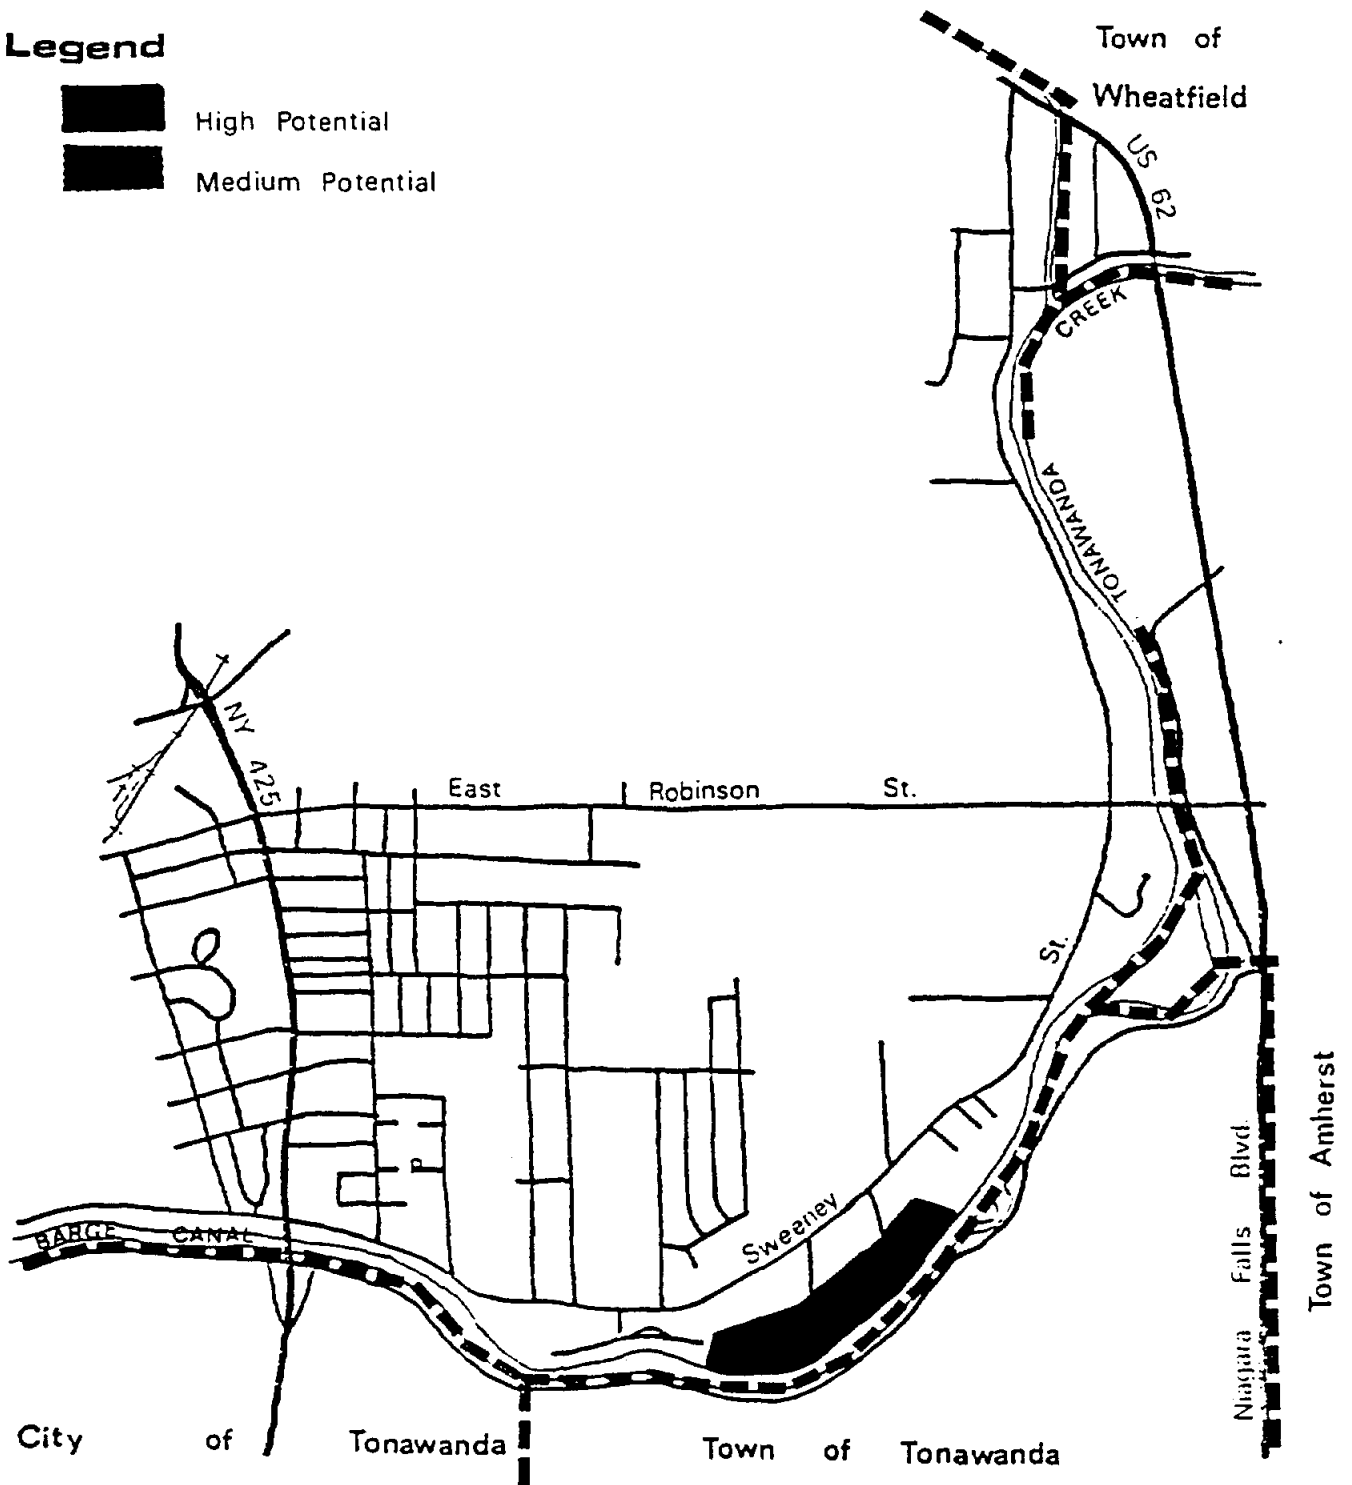 Legend
High Potential
Medium Potential
Town of
Wheatfield
US 62
CREEK
TONAWANDA
NY 425
East Robinson St.
St.
Sweeney
BARGE CANAL
Niagara Falls Blvd.
Town of Amherst
City of Tonawanda
Town of Tonawanda